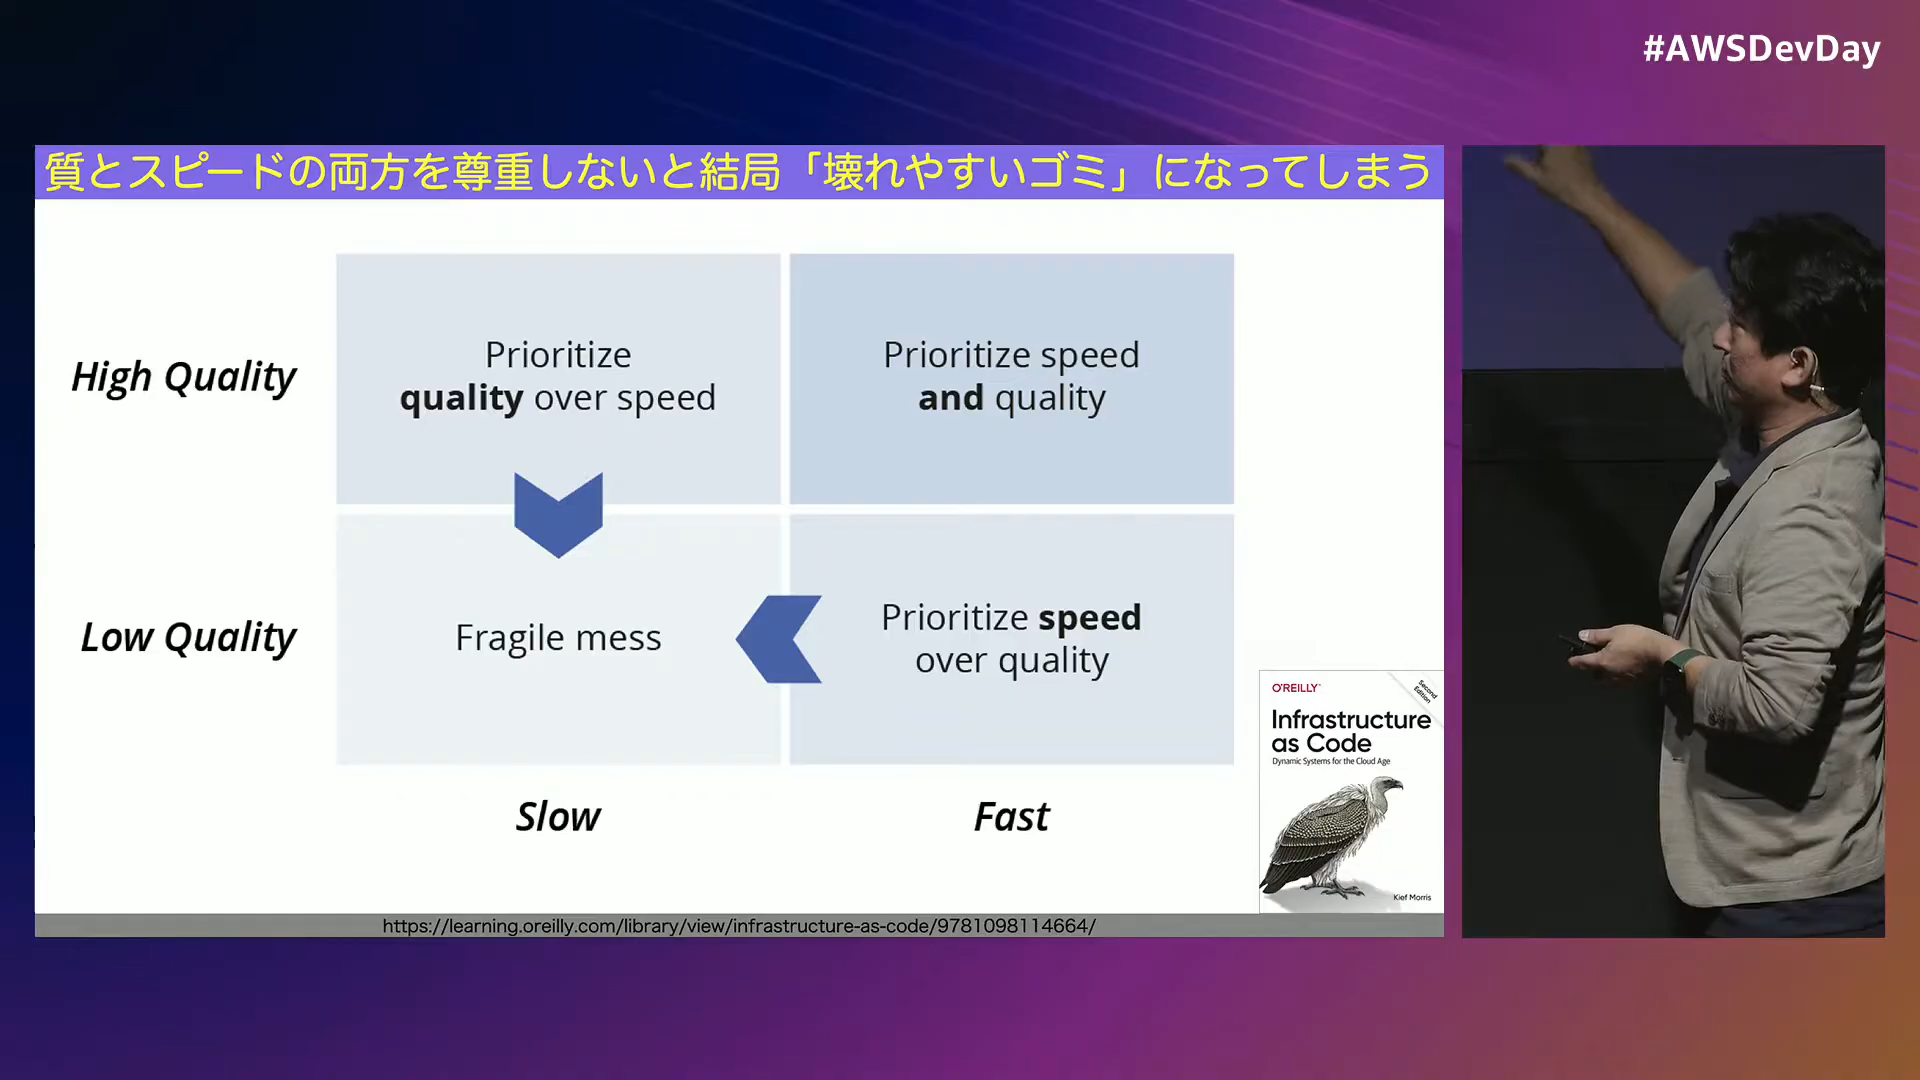 #AWSDevDay
質とスピードの両方を尊重しないと結局「壊れやすいゴミ」になってしまう
High Quality
Prioritize
quality over speed
Prioritize speed
and quality
Low Quality
Fragile mess
Prioritize speed
over quality
Slow
Fast
O'REILLY
Second
Edition
Infrastructure
as Code
Dynamic Systems for the Cloud Age
Kief Morris
https://learning.oreilly.com/library/view/infrastructure-as-code/9781098114664/